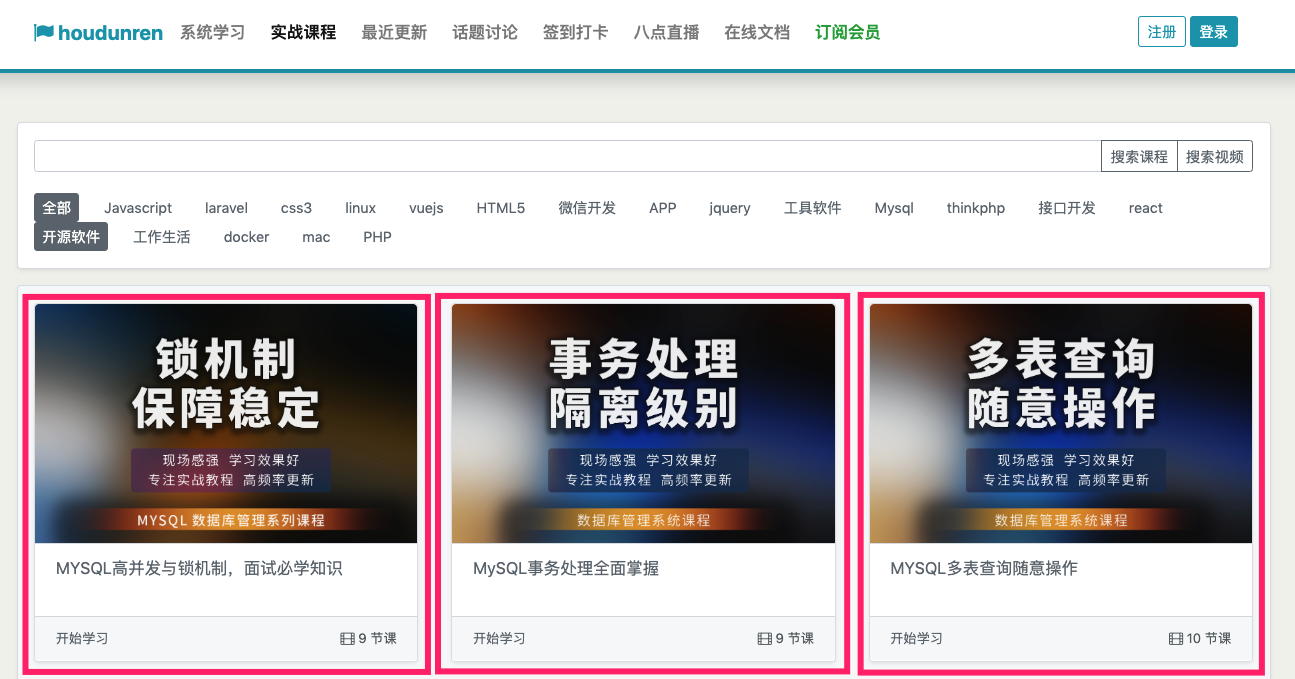 houdunren 系统学习 实战课程 最近更新 话题讨论 签到打卡 八点直播 在线文档 订阅会员 注册 登录
搜索课程 搜索视频
全部 Javascript laravel css3 linux vuejs HTML5 微信开发 APP jquery 工具软件 Mysql thinkphp 接口开发 react
开源软件 工作生活 docker mac PHP
锁机制
保障稳定
现场感强 学习效果好
专注实战教程 高频率更新
MYSQL 数据库管理系列课程
MYSQL高并发与锁机制，面试必学知识
开始学习 9 节课
事务处理
隔离级别
现场感强 学习效果好
专注实战教程 高频率更新
数据库管理系统课程
MySQL事务处理全面掌握
开始学习 9 节课
多表查询
随意操作
现场感强 学习效果好
专注实战教程 高频率更新
数据库管理系统课程
MYSQL多表查询随意操作
开始学习 10 节课